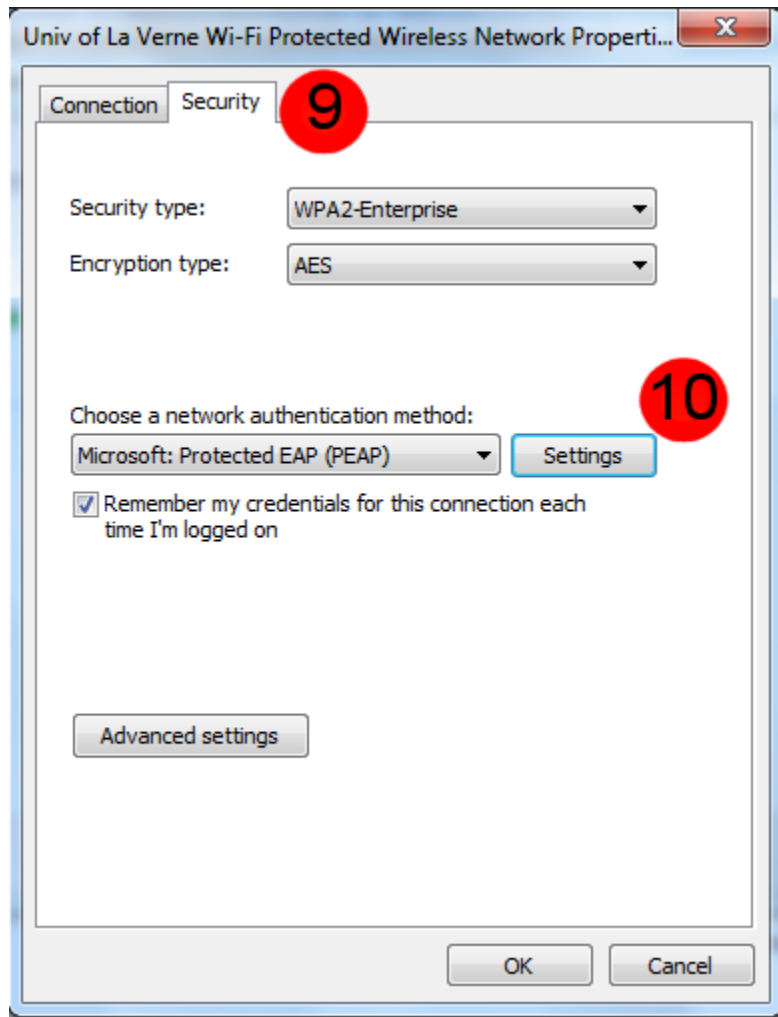 Univ of La Verne Wi-Fi Protected Wireless Network Properti...
Connection
Security
9
Security type:
WPA2-Enterprise
Encryption type:
AES
10
Choose a network authentication method:
Microsoft: Protected EAP (PEAP)
Settings
Remember my credentials for this connection each
time I'm logged on
Advanced settings
OK
Cancel